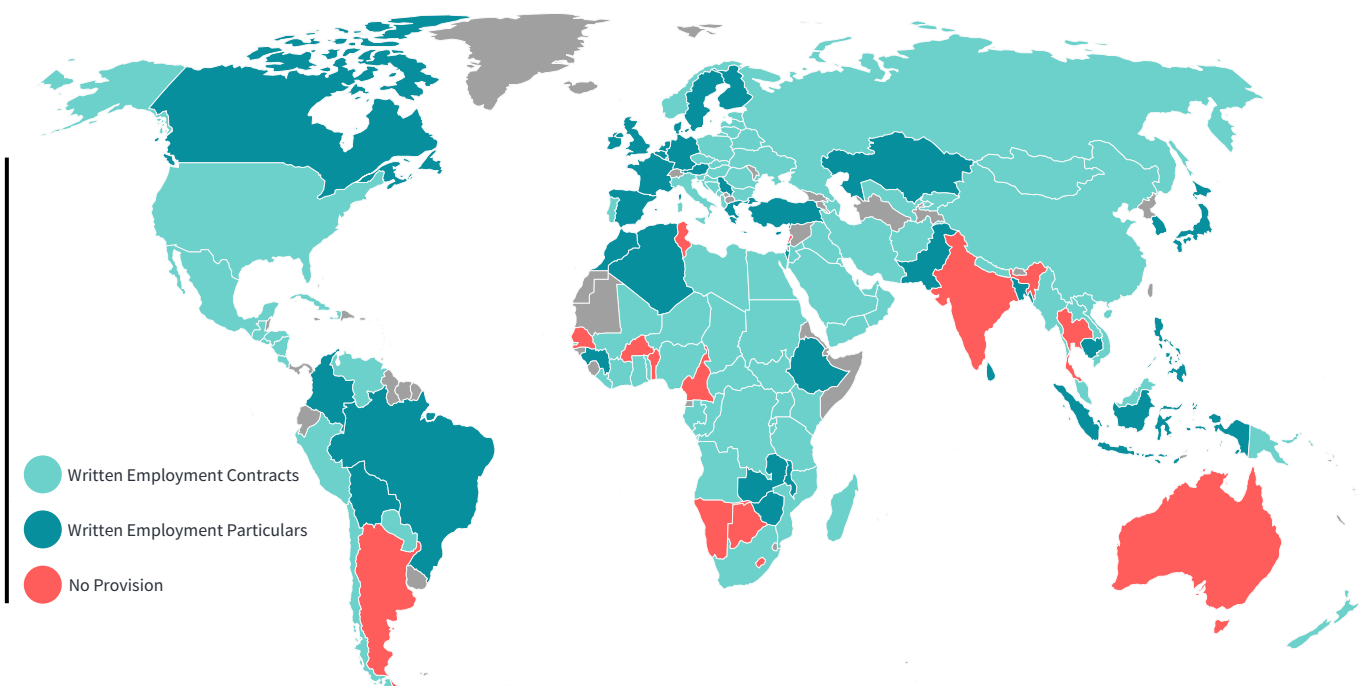 Written Employment Contracts
Written Employment Particulars
No Provision